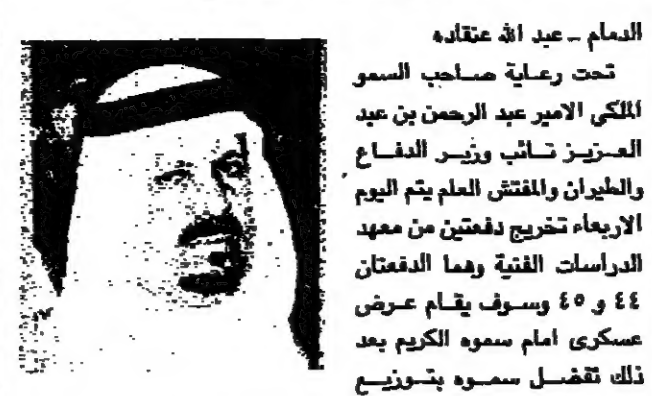 الدمام - عبد الله عتقاده
تحت رعاية صاحب السمو
الملكي الامير عبد الرحمن بن عبد
العزيز نائب وزير الدفاع
والطيران والمفتش العلم يتم اليوم
الاربعاء تخريج دفعتين من معهد
الدراسات الفنية وهما الدفعتان
٤٤ و ٤٥ وسوف يقام عرض
عسكرى امام سموه الكريم بعد
ذلك تفضل سموه بتوزيع